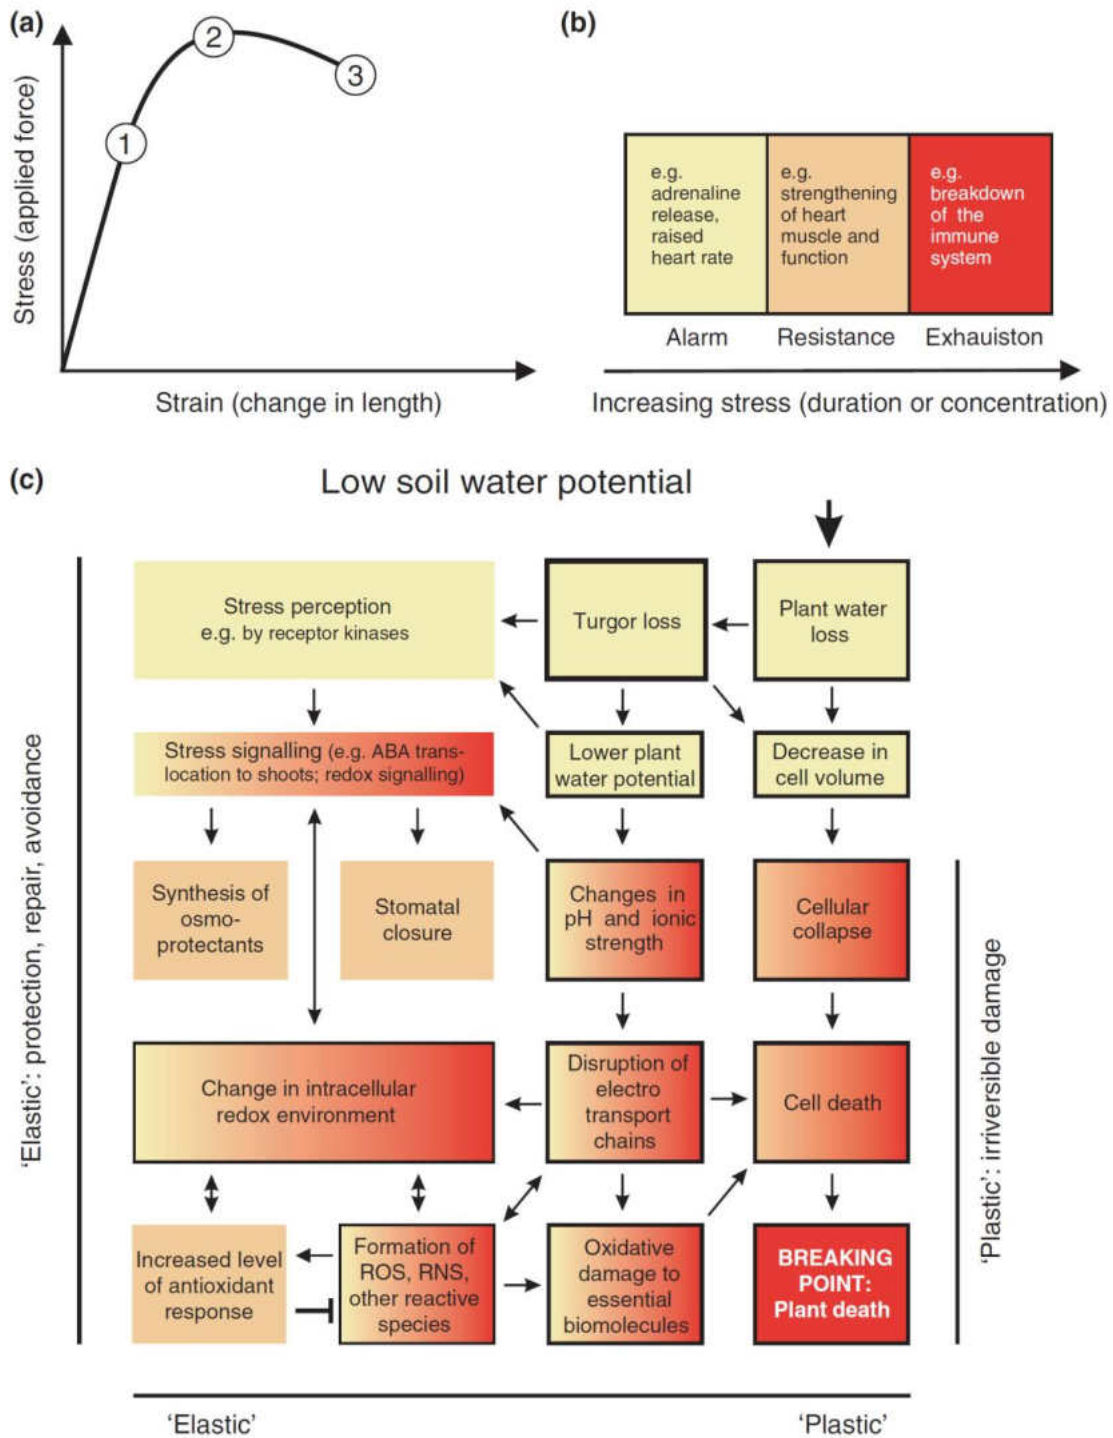 (a)
Stress (applied force)
1
2
3
Strain (change in length)
(b)
e.g.
adrenaline
release,
raised
heart rate
e.g.
strengthening
of heart
muscle and
function
e.g.
breakdown
of the
immune
system
Alarm
Resistance
Exhauiston
Increasing stress (duration or concentration)
(c)
Low soil water potential
'Elastic': protection, repair, avoidance
Stress perception
e.g. by receptor kinases
Turgor loss
Plant water
loss
Stress signalling (e.g. ABA trans-
location to shoots; redox signalling)
Lower plant
water potential
Decrease in
cell volume
Synthesis of
osmo-
protectants
Stomatal
closure
Changes in
pH and ionic
strength
Cellular
collapse
Change in intracellular
redox environment
Disruption of
electro
transport
chains
Cell death
Increased level
of antioxidant
response
Formation of
ROS, RNS,
other reactive
species
Oxidative
damage to
essential
biomolecules
BREAKING
POINT:
Plant death
'Plastic': irriversible damage
'Elastic'
'Plastic'